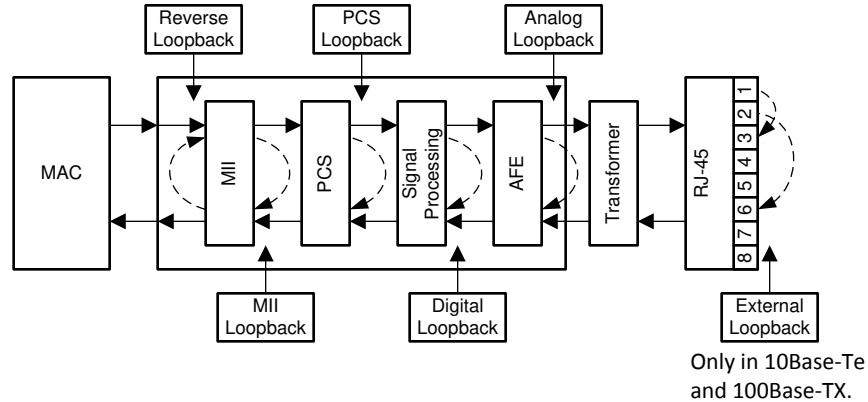 Reverse
Loopback
PCS
Loopback
Analog
Loopback
MAC
MII
PCS
Signal
Processing
AFE
Transformer
RJ-45
1
2
3
4
5
6
7
8
MII
Loopback
Digital
Loopback
External
Loopback
Only in 10Base-Te
and 100Base-TX.